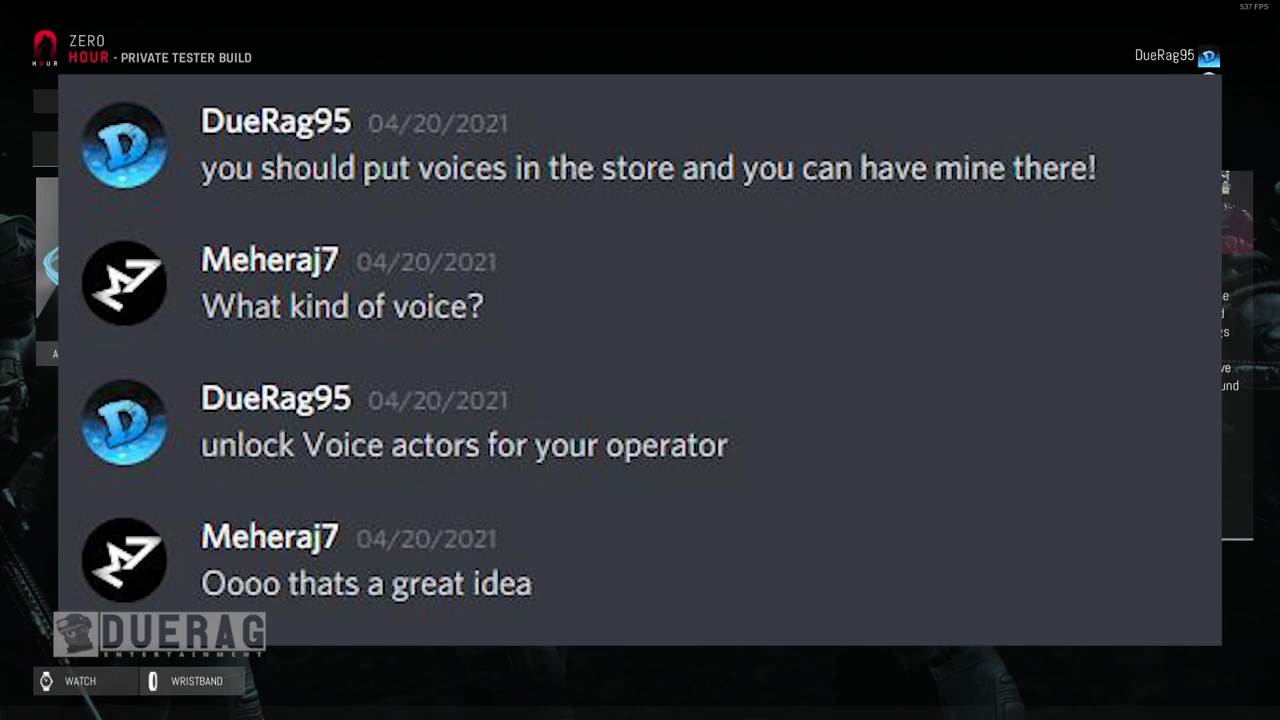 537 FPS
ZERO
HOUR - PRIVATE TESTER BUILD
HOUR
DueRag95
DueRag95 04/20/2021
you should put voices in the store and you can have mine there!
Meheraj7 04/20/2021
What kind of voice?
DueRag95 04/20/2021
unlock Voice actors for your operator
Meheraj7 04/20/2021
Oooo thats a great idea
DUERAG
ENTERTAINMENT
WATCH
WRISTBAND